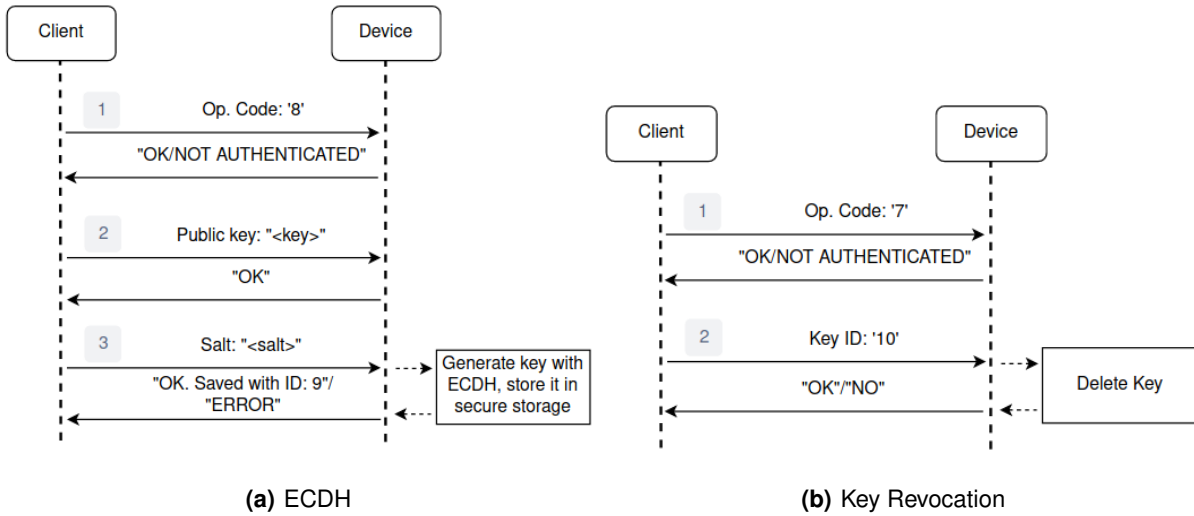 Client
Device
1
Op. Code: '8'
"OK/NOT AUTHENTICATED"
2
Public key: "<key>"
"OK"
3
Salt: "<salt>"
"OK. Saved with ID: 9"/
"ERROR"
Generate key with
ECDH, store it in
secure storage
(a) ECDH
Client
Device
1
Op. Code: '7'
"OK/NOT AUTHENTICATED"
2
Key ID: '10'
"OK"/"NO"
Delete Key
(b) Key Revocation